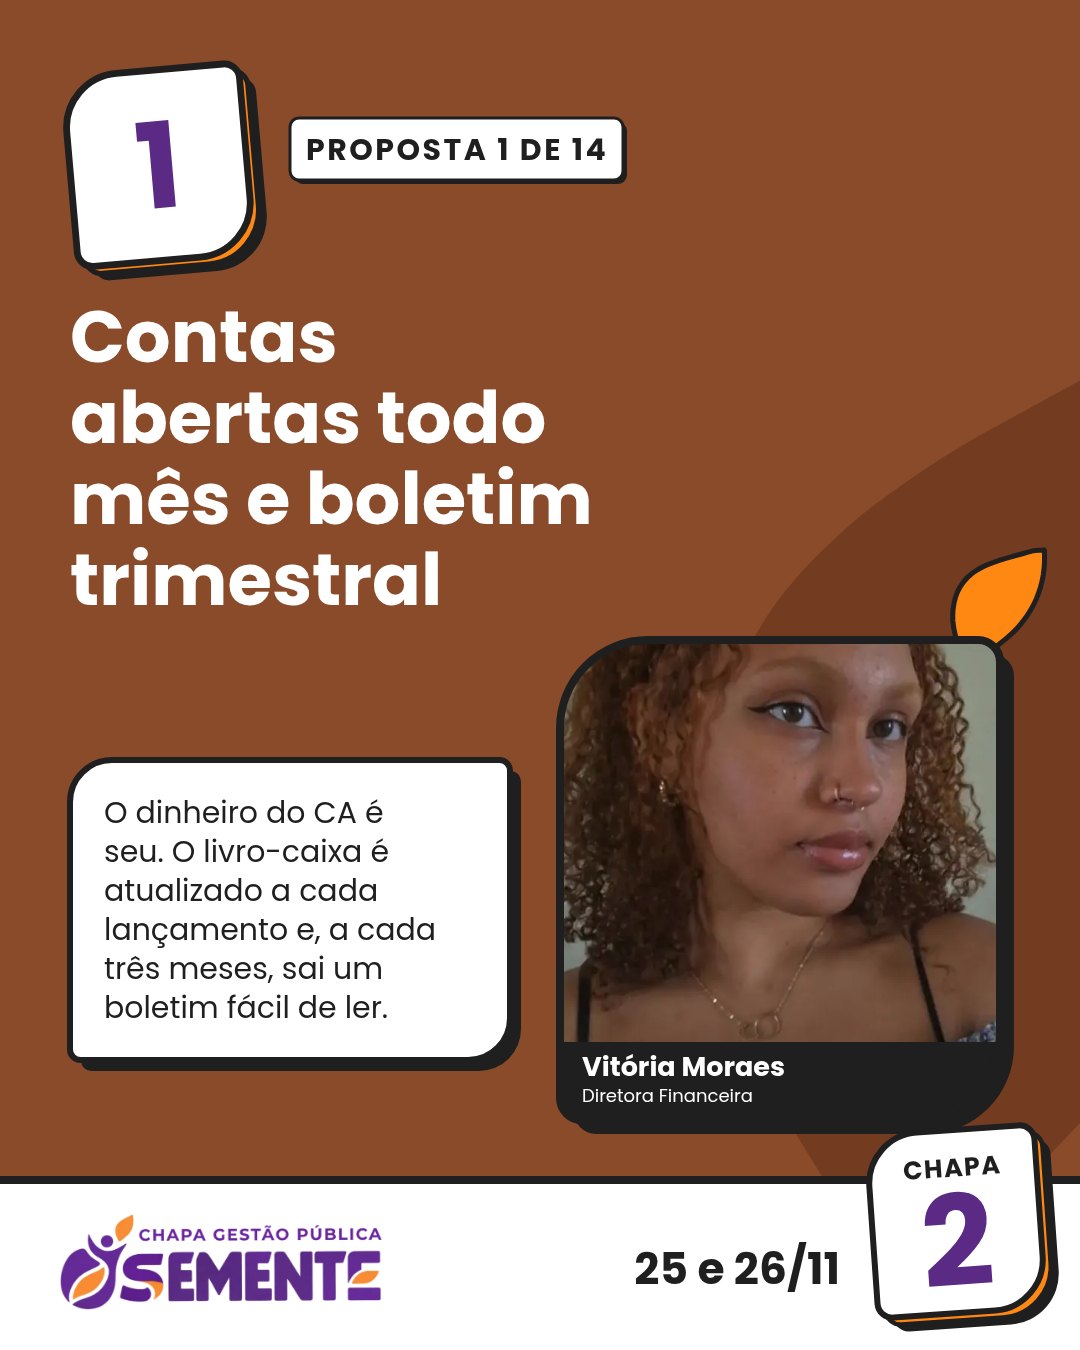 1
PROPOSTA 1 DE 14
Contas
abertas todo
mês e boletim
trimestral
O dinheiro do CA é
seu. O livro-caixa é
atualizado a cada
lançamento e, a cada
três meses, sai um
boletim fácil de ler.
Vitória Moraes
Diretora Financeira
CHAPA GESTÃO PÚBLICA
SEMENTE
25 e 26/11
CHAPA
2